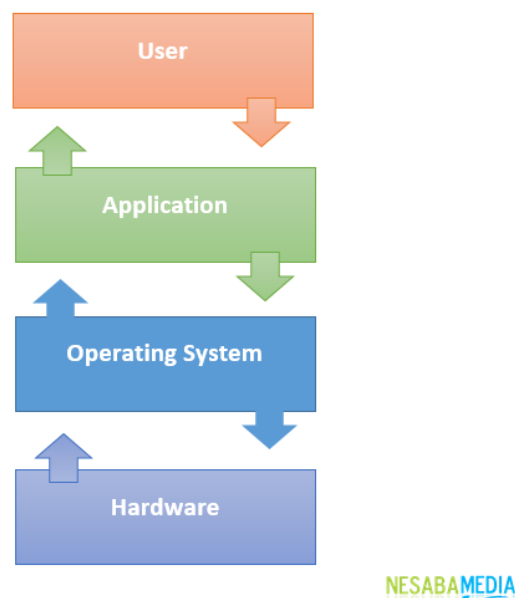 User
Application
Operating System
Hardware
NESABAMEDIA